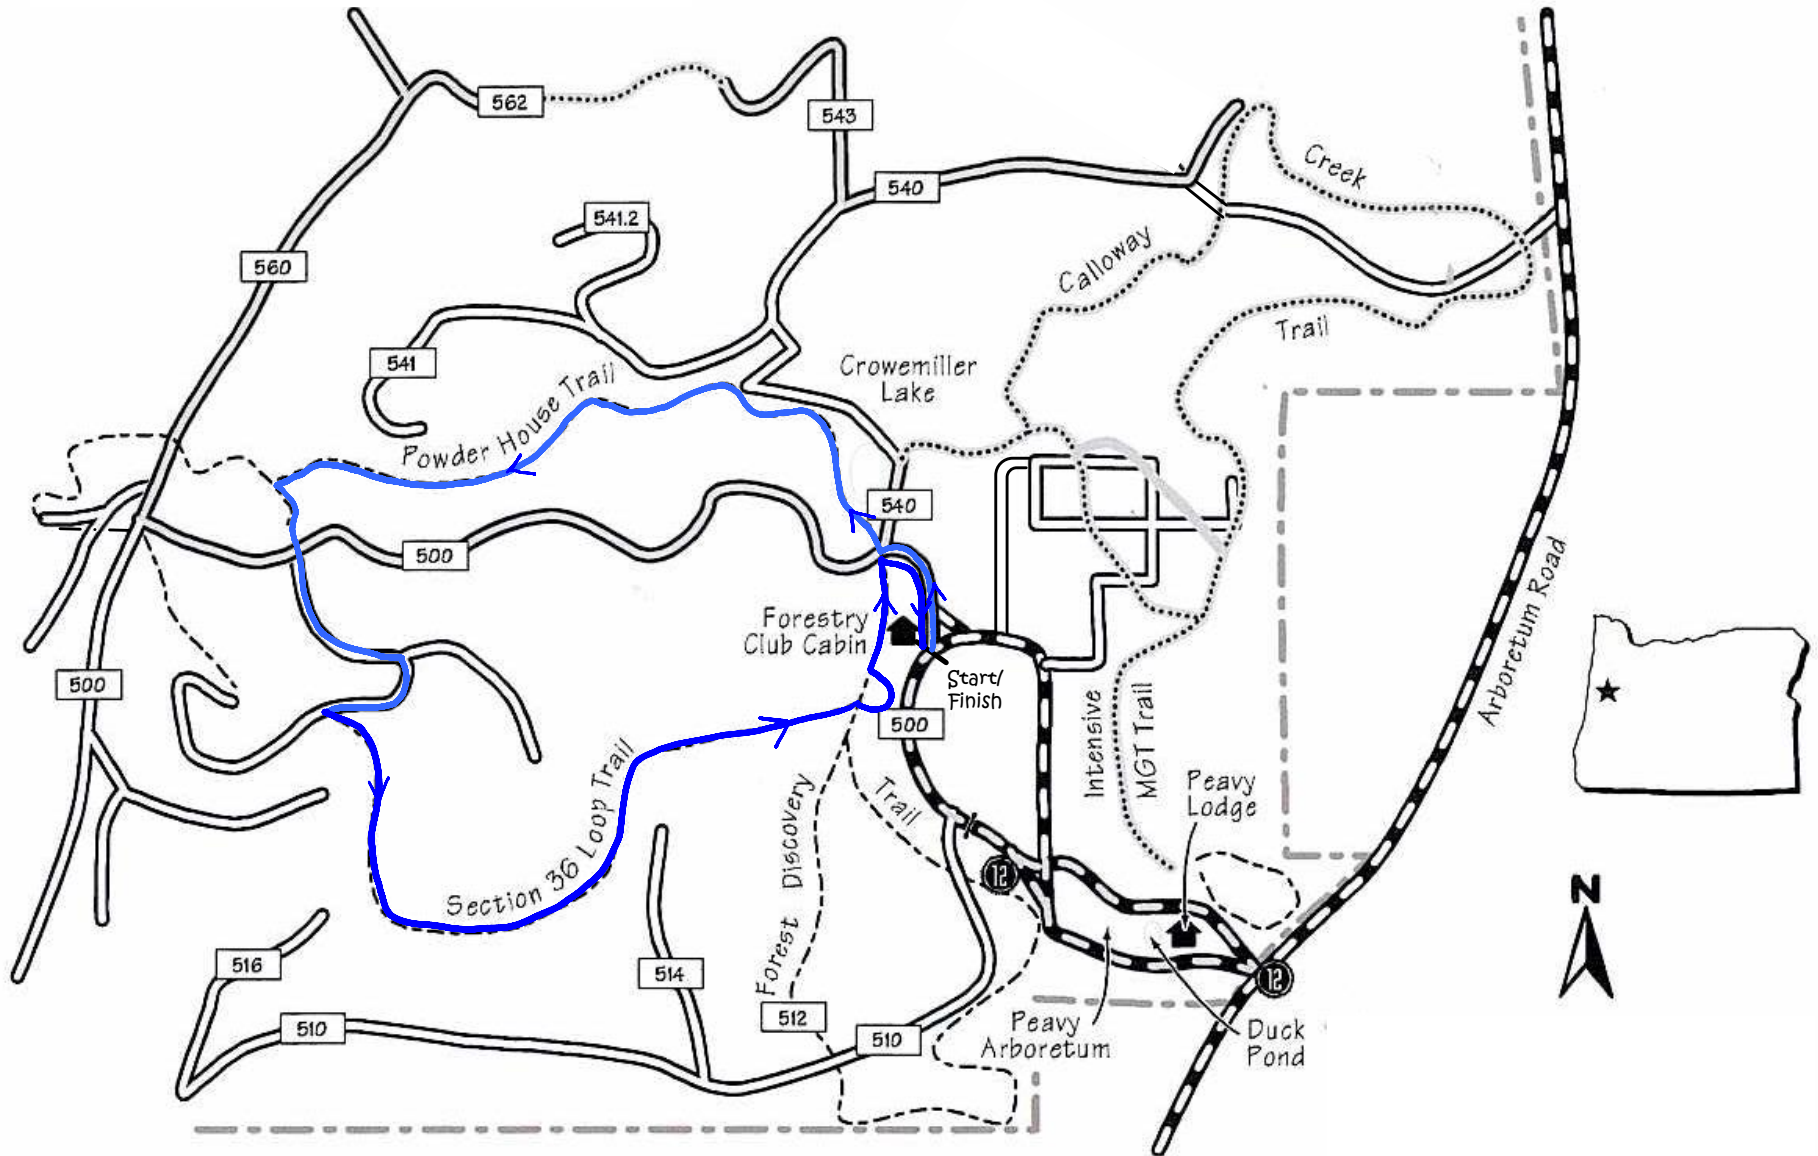 562
543
540
Creek
541.2
Calloway
560
Trail
541
Crowemiller
Lake
Powder House Trail
540
500
Arboretum Road
Forestry
Club Cabin
Start/
Finish
500
500
Intensive
MGT Trail
Peavy
Lodge
Section 36 Loop Trail
Forest Discovery
Trail
12
N
516
514
12
512
510
510
Peavy
Arboretum
Duck
Pond